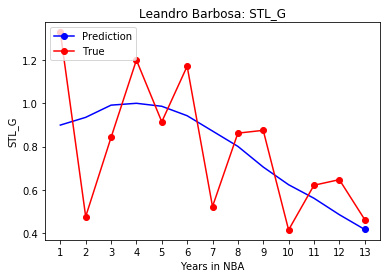 Leandro Barbosa: STL_G
Prediction
True
STL_G
1.2
1.0
0.8
0.6
0.4
1 2 3 4 5 6 7 8 9 10 11 12 13
Years in NBA